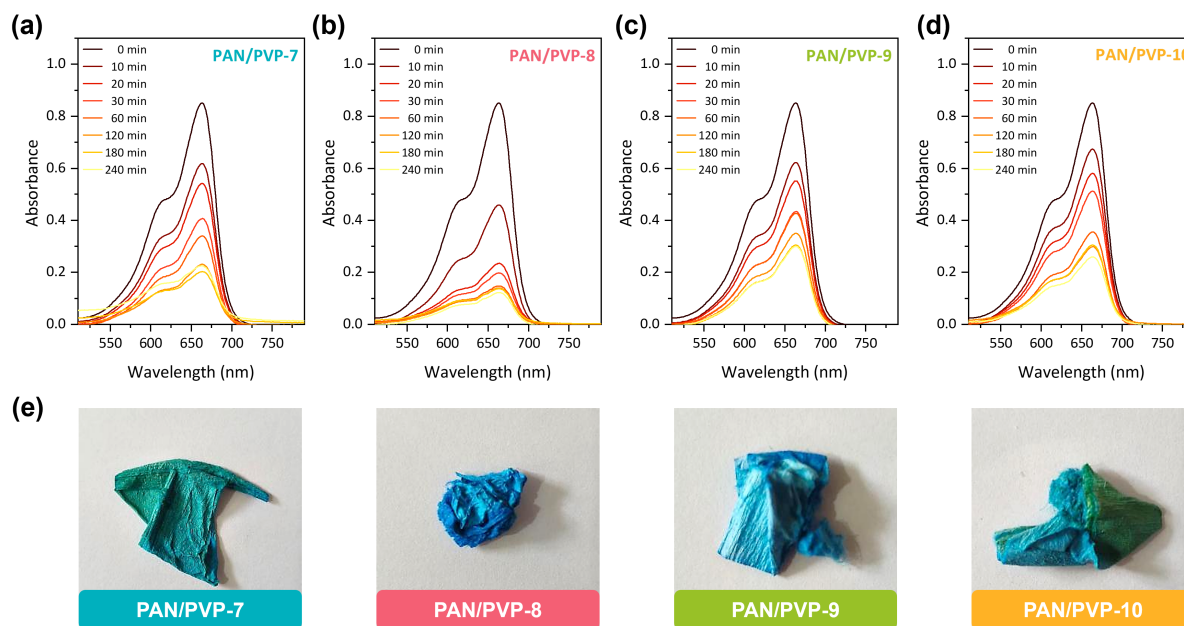 (a)
PAN/PVP-7
0 min
10 min
20 min
30 min
60 min
120 min
180 min
240 min
1.0
0.8
0.6
0.4
0.2
0.0
Absorbance
550 600 650 700 750
Wavelength (nm)
(b)
PAN/PVP-8
0 min
10 min
20 min
30 min
60 min
120 min
180 min
240 min
1.0
0.8
0.6
0.4
0.2
0.0
Absorbance
550 600 650 700 750
Wavelength (nm)
(c)
PAN/PVP-9
0 min
10 min
20 min
30 min
60 min
120 min
180 min
240 min
1.0
0.8
0.6
0.4
0.2
0.0
Absorbance
550 600 650 700 750
Wavelength (nm)
(d)
PAN/PVP-10
0 min
10 min
20 min
30 min
60 min
120 min
180 min
240 min
1.0
0.8
0.6
0.4
0.2
0.0
Absorbance
550 600 650 700 750
Wavelength (nm)
(e)
PAN/PVP-7
PAN/PVP-8
PAN/PVP-9
PAN/PVP-10